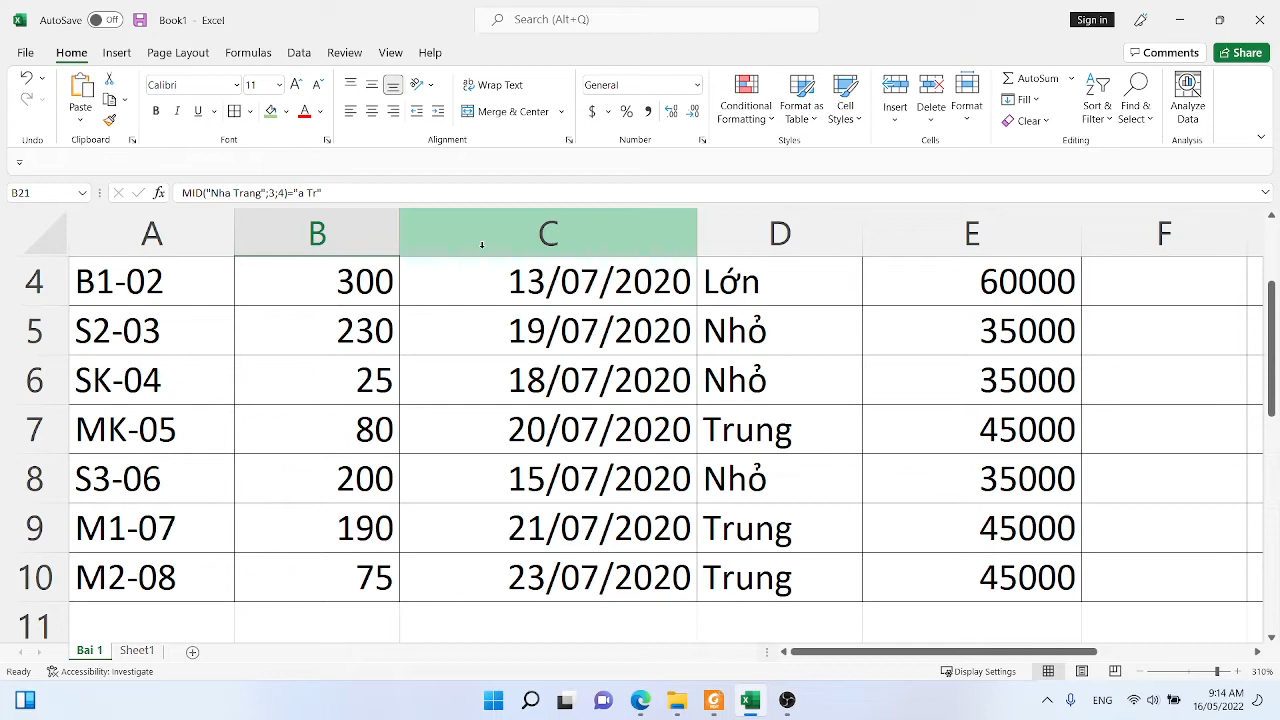 AutoSave Off Book1 - Excel Search (Alt+Q) Sign in
File Home Insert Page Layout Formulas Data Review View Help Comments Share
Paste Calibri 11 Wrap Text General Conditional Formatting Format as Table Cell Styles Insert Delete Format AutoSum Sort & Filter Find & Select Analyze Data
Merge & Center $ % Fill
Clear
Undo Clipboard Font Alignment Number Styles Cells Editing Analysis
B21 fx MID("Nha Trang";3;4)="a Tr"
A B C D E F
4 B1-02 300 13/07/2020 Lớn 60000
5 S2-03 230 19/07/2020 Nhỏ 35000
6 SK-04 25 18/07/2020 Nhỏ 35000
7 MK-05 80 20/07/2020 Trung 45000
8 S3-06 200 15/07/2020 Nhỏ 35000
9 M1-07 190 21/07/2020 Trung 45000
10 M2-08 75 23/07/2020 Trung 45000
11
Bai 1 Sheet1
Ready Accessibility: Investigate Display Settings 310%
ENG 9:14 AM
16/05/2022